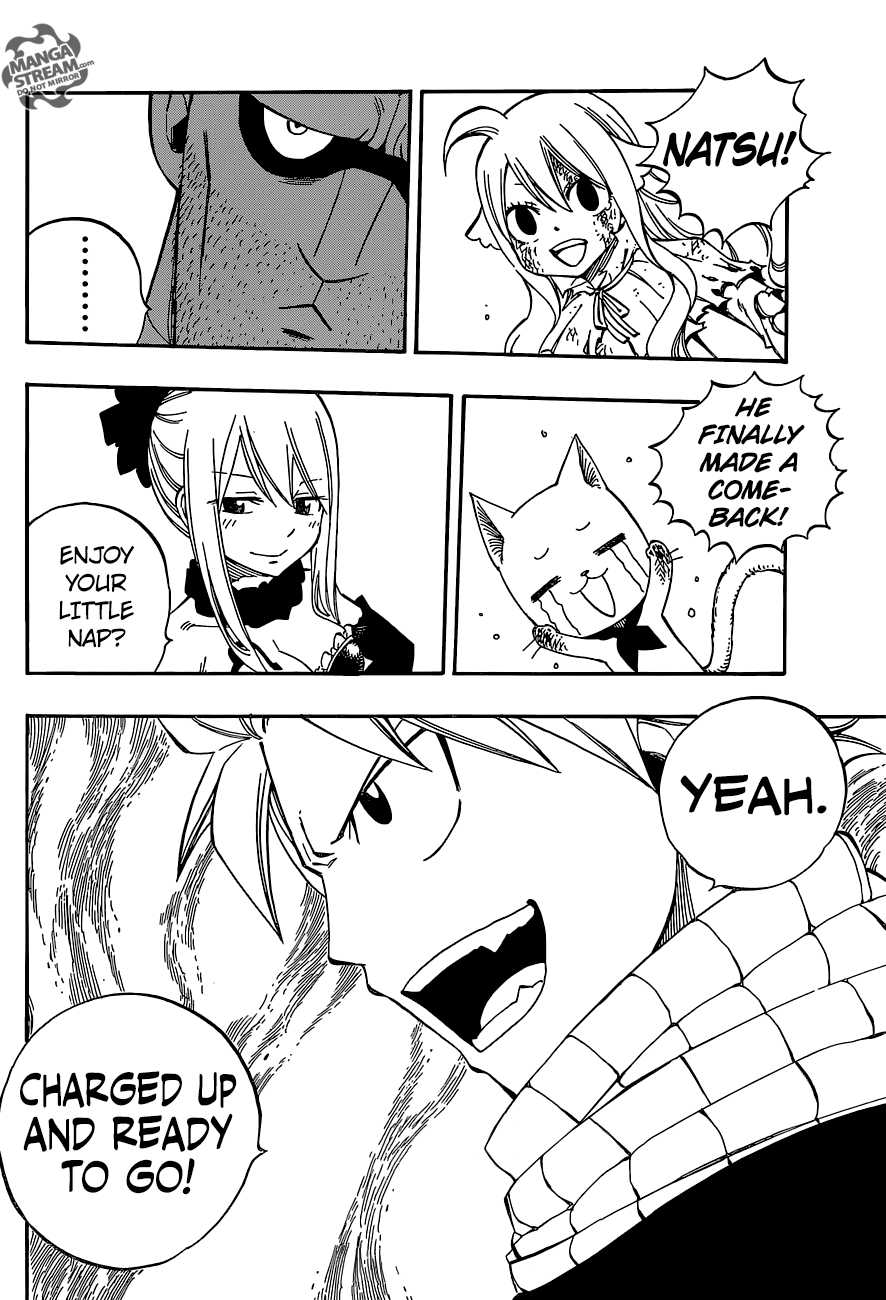 MANGA
STREAM.com
DO NOT MIRROR
NATSU!
........
HE
FINALLY
MADE A
COME-
BACK!
ENJOY
YOUR
LITTLE
NAP?
YEAH.
CHARGED UP
AND READY
TO GO!